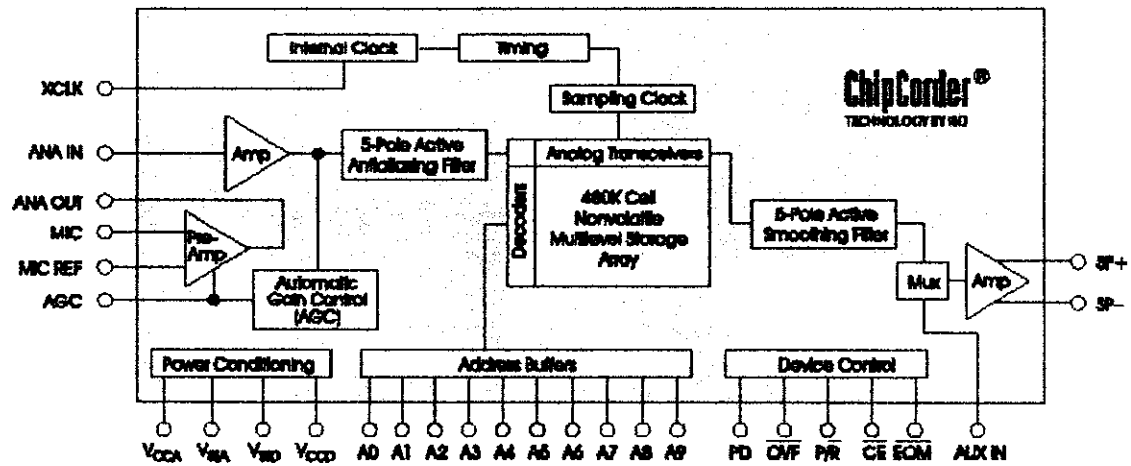 Internal Clock
Timing
XCLK
Sampling Clock
ChipCorder®
TECHNOLOGY BY ISD
ANA IN
Amp
5-Pole Active
Antialiasing Filter
Analog Transceivers
Decoders
480K Cell
Nonvolatile
Multilevel Storage
Array
ANA OUT
MIC
Pre-
Amp
MIC REF
AGC
Automatic
Gain Control
(AGC)
5-Pole Active
Smoothing Filter
Mux
Amp
SP+
SP–
Power Conditioning
Address Buffers
Device Control
VCCA VSSA VSSD VCCD A0 A1 A2 A3 A4 A5 A6 A7 A8 A9 PD OVF P/R CE EOM AUX IN